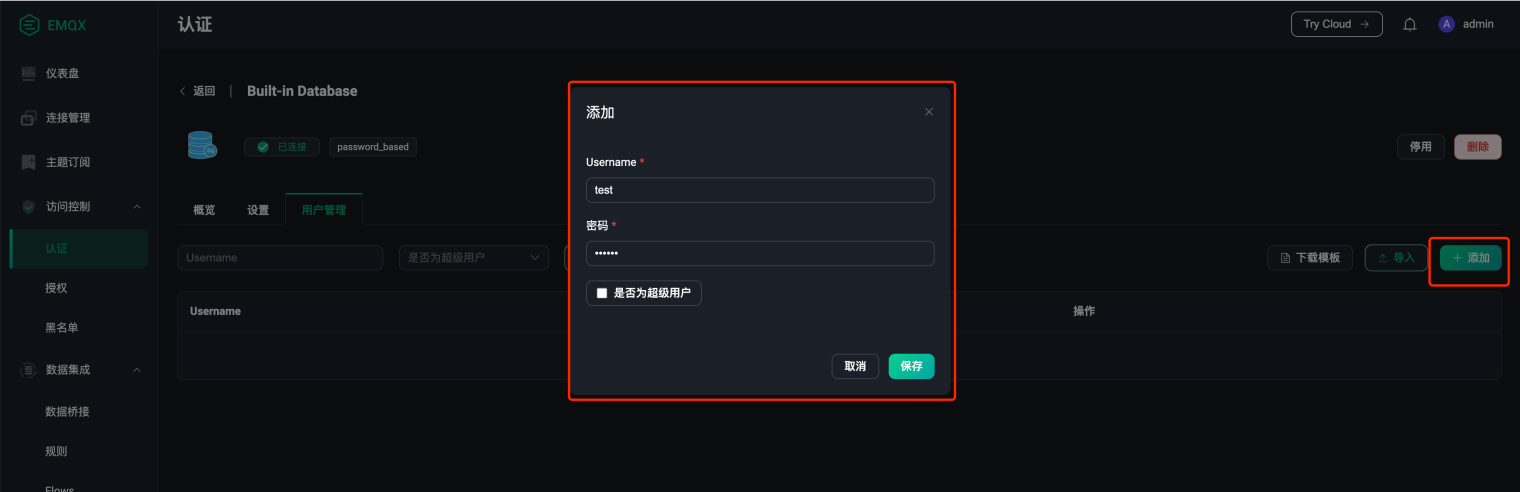 EMQX
认证
Try Cloud →
A admin
仪表盘
连接管理
主题订阅
访问控制
认证
授权
黑名单
数据集成
数据桥接
规则
Flows
返回 | Built-in Database
已连接
password_based
停用
删除
概览
设置
用户管理
Username
是否为超级用户
下载模板
导入
+ 添加
Username
操作
添加
Username *
test
密码 *
••••••
是否为超级用户
取消
保存